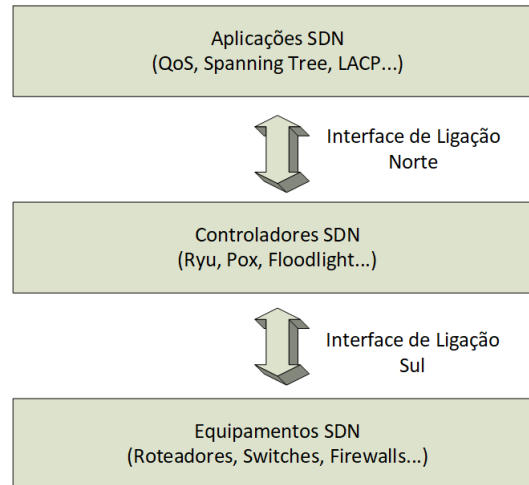 Aplicações SDN
(QoS, Spanning Tree, LACP...)
Interface de Ligação
Norte
Controladores SDN
(Ryu, Pox, Floodlight...)
Interface de Ligação
Sul
Equipamentos SDN
(Roteadores, Switches, Firewalls...)